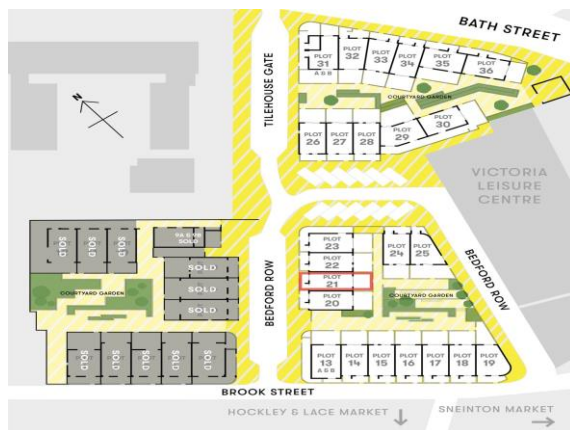 BATH STREET
TILEHOUSE GATE
PLOT
31
A & B
PLOT
32
PLOT
33
PLOT
34
PLOT
35
PLOT
36
COURTYARD GARDEN
N
PLOT
26
PLOT
27
PLOT
28
PLOT
29
PLOT
30
VICTORIA
LEISURE
CENTRE
SOLD
SOLD
SOLD
9A & 9B
SOLD
SOLD
SOLD
SOLD
COURTYARD GARDEN
BEDFORD ROW
PLOT
23
PLOT
22
PLOT
21
PLOT
20
PLOT
24
PLOT
25
COURTYARD GARDEN
BEDFORD ROW
SOLD
SOLD
SOLD
SOLD
SOLD
PLOT
13
A & B
PLOT
14
PLOT
15
PLOT
16
PLOT
17
PLOT
18
PLOT
19
BROOK STREET
HOCKLEY & LACE MARKET
SNEINTON MARKET